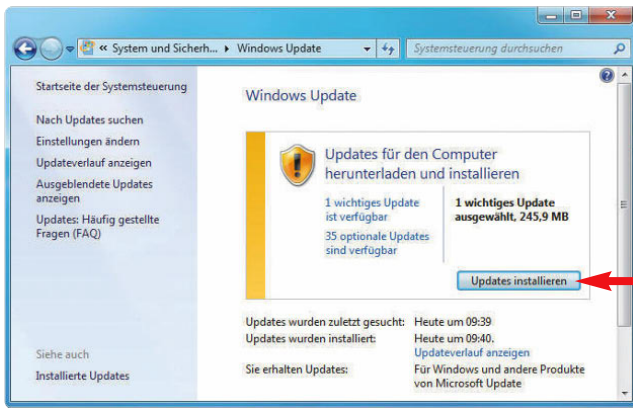 « System und Sicherh... ▸ Windows Update
Systemsteuerung durchsuchen
Startseite der Systemsteuerung
Nach Updates suchen
Einstellungen ändern
Updateverlauf anzeigen
Ausgeblendete Updates
anzeigen
Updates: Häufig gestellte
Fragen (FAQ)
Siehe auch
Installierte Updates
Windows Update
Updates für den Computer
herunterladen und installieren
1 wichtiges Update
ist verfügbar
35 optionale Updates
sind verfügbar
1 wichtiges Update
ausgewählt, 245,9 MB
Updates installieren
Updates wurden zuletzt gesucht: Heute um 09:39
Updates wurden installiert: Heute um 09:40.
Updateverlauf anzeigen
Sie erhalten Updates: Für Windows und andere Produkte
von Microsoft Update